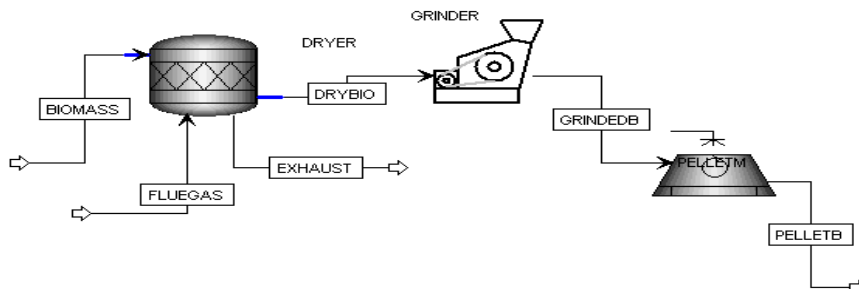 GRINDER
DRYER
BIOMASS
DRYBIO
GRINDEDB
EXHAUST
PELLETM
FLUEGAS
PELLETB